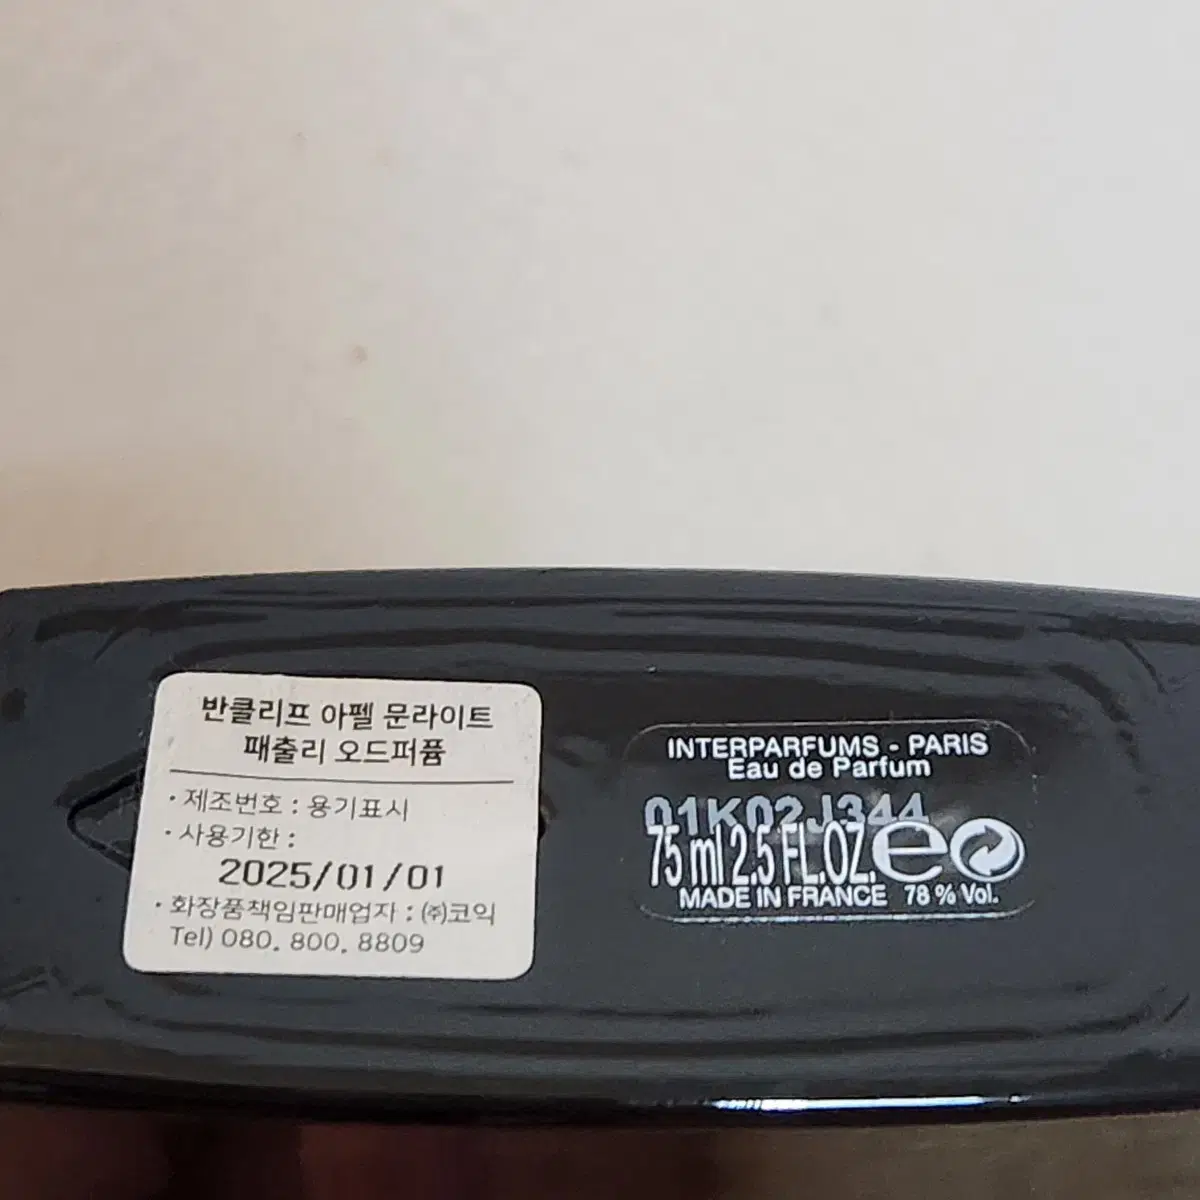 반클리프 아펠 문라이트
패출리 오드퍼퓸
· 제조번호 : 용기표시
· 사용기한 :
2025/01/01
· 화장품책임판매업자 : ㈜코익
Tel) 080. 800. 8809
INTERPARFUMS - PARIS
Eau de Parfum
01K02J344
75 ml 2.5 FL.OZ. e
MADE IN FRANCE 78 % Vol.